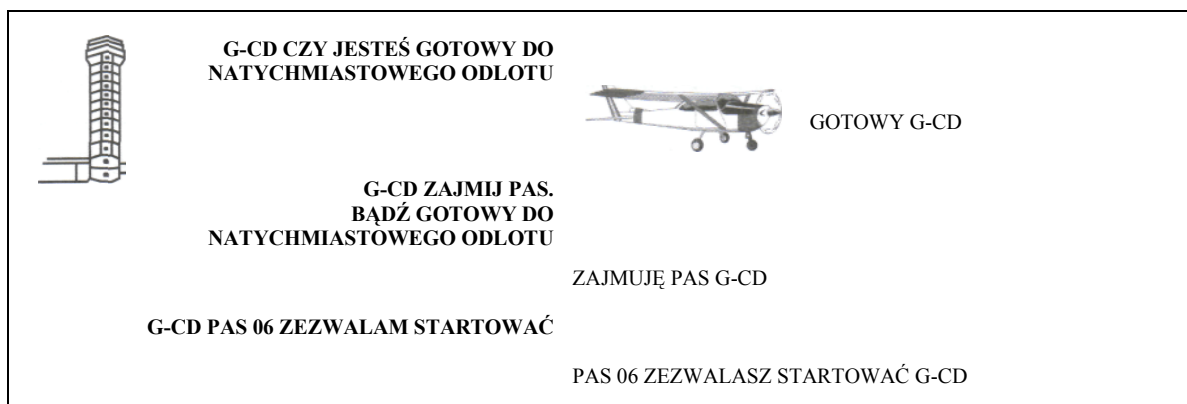 G-CD CZY JESTEŚ GOTOWY DO
NATYCHMIASTOWEGO ODLOTU
GOTOWY G-CD
G-CD ZAJMIJ PAS.
BĄDŹ GOTOWY DO
NATYCHMIASTOWEGO ODLOTU
ZAJMUJĘ PAS G-CD
G-CD PAS 06 ZEZWALAM STARTOWAĆ
PAS 06 ZEZWALASZ STARTOWAĆ G-CD